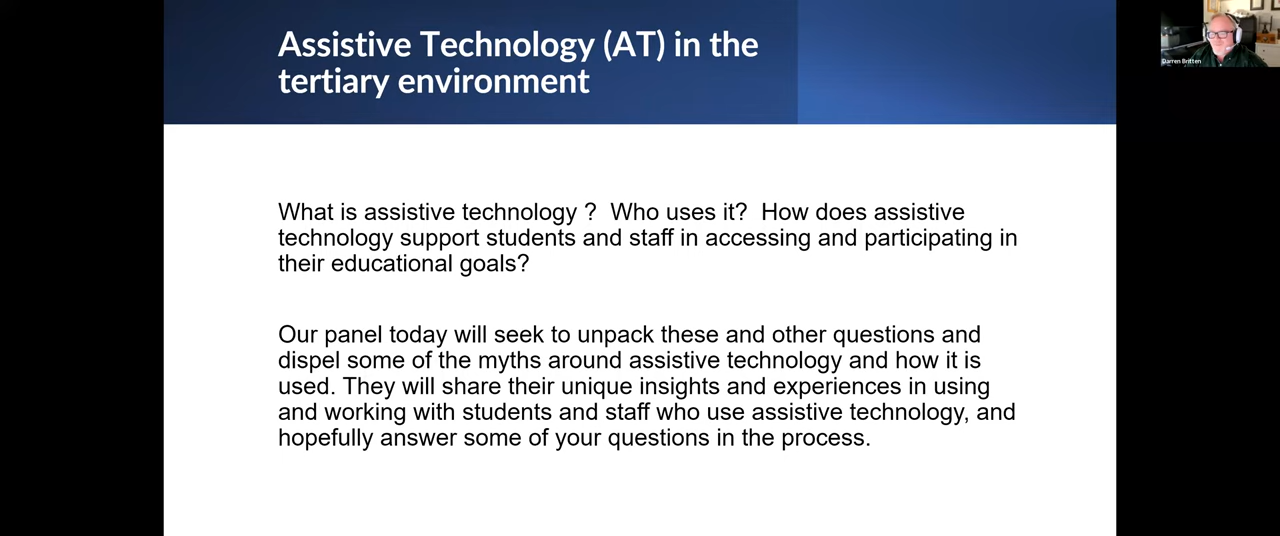 Assistive Technology (AT) in the
tertiary environment
Darren Britten
What is assistive technology ?  Who uses it?  How does assistive
technology support students and staff in accessing and participating in
their educational goals?
Our panel today will seek to unpack these and other questions and
dispel some of the myths around assistive technology and how it is
used. They will share their unique insights and experiences in using
and working with students and staff who use assistive technology, and
hopefully answer some of your questions in the process.